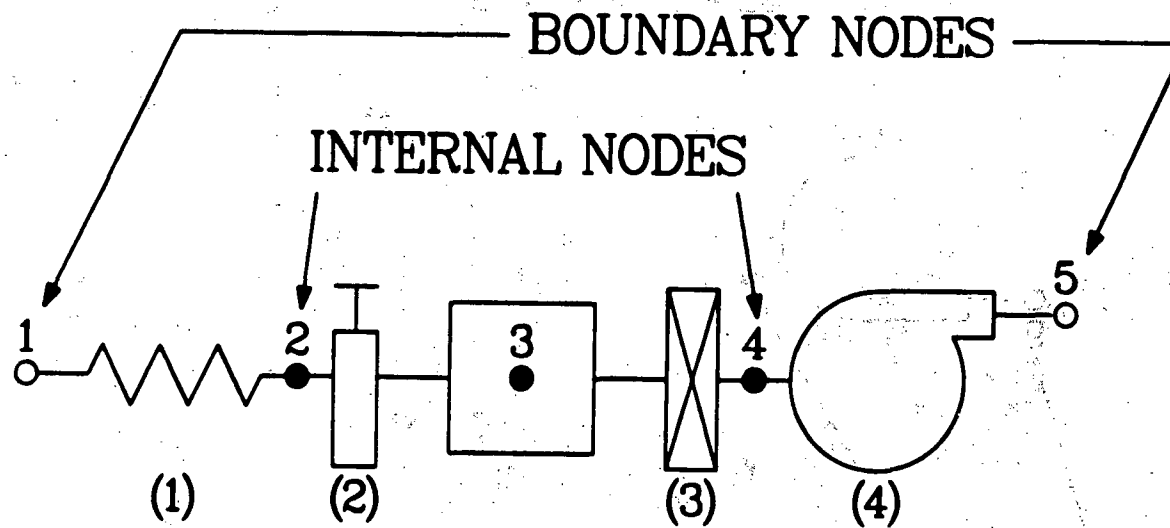 BOUNDARY NODES
INTERNAL NODES
5
1 2 3 4
(1) (2) (3) (4)